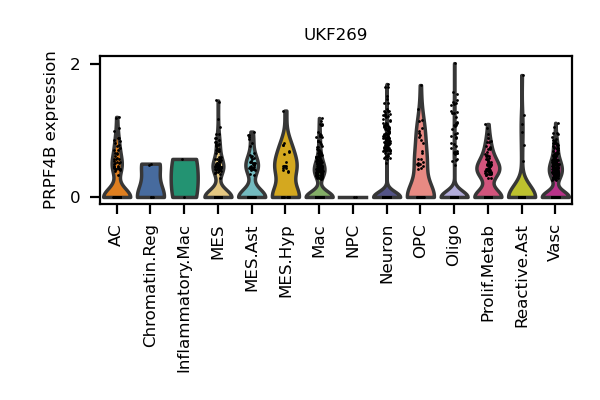 UKF269
PRPF4B expression
2
0
AC
Chromatin.Reg
Inflammatory.Mac
MES
MES.Ast
MES.Hyp
Mac
NPC
Neuron
OPC
Oligo
Prolif.Metab
Reactive.Ast
Vasc